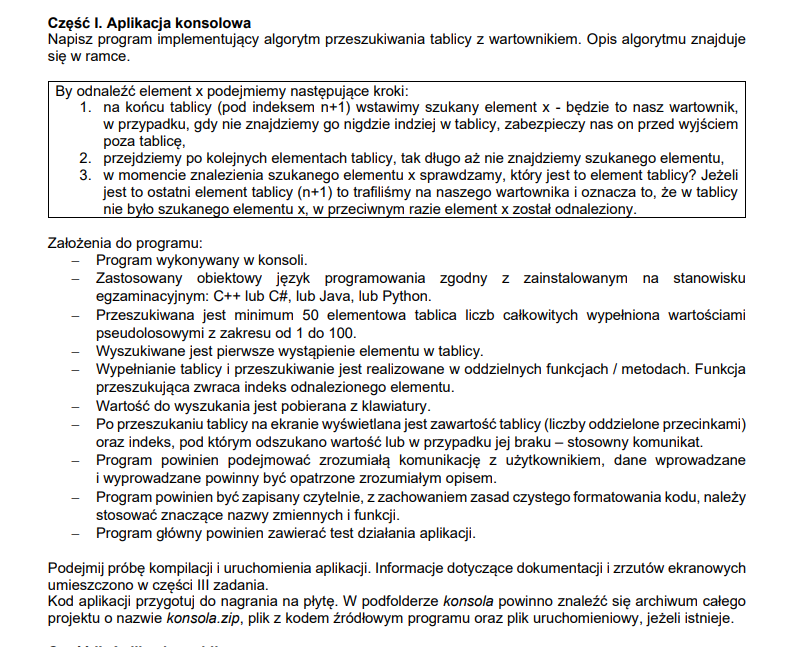 Część I. Aplikacja konsolowa
Napisz program implementujący algorytm przeszukiwania tablicy z wartownikiem. Opis algorytmu znajduje
się w ramce.
By odnaleźć element x podejmiemy następujące kroki:
1. na końcu tablicy (pod indeksem n+1) wstawimy szukany element x - będzie to nasz wartownik,
w przypadku, gdy nie znajdziemy go nigdzie indziej w tablicy, zabezpieczy nas on przed wyjściem
poza tablicę,
2. przejdziemy po kolejnych elementach tablicy, tak długo aż nie znajdziemy szukanego elementu,
3. w momencie znalezienia szukanego elementu x sprawdzamy, który jest to element tablicy? Jeżeli
jest to ostatni element tablicy (n+1) to trafiliśmy na naszego wartownika i oznacza to, że w tablicy
nie było szukanego elementu x, w przeciwnym razie element x został odnaleziony.
Założenia do programu:
– Program wykonywany w konsoli.
– Zastosowany obiektowy język programowania zgodny z zainstalowanym na stanowisku
egzaminacyjnym: C++ lub C#, lub Java, lub Python.
– Przeszukiwana jest minimum 50 elementowa tablica liczb całkowitych wypełniona wartościami
pseudolosowymi z zakresu od 1 do 100.
– Wyszukiwane jest pierwsze wystąpienie elementu w tablicy.
– Wypełnianie tablicy i przeszukiwanie jest realizowane w oddzielnych funkcjach / metodach. Funkcja
przeszukująca zwraca indeks odnalezionego elementu.
– Wartość do wyszukania jest pobierana z klawiatury.
– Po przeszukaniu tablicy na ekranie wyświetlana jest zawartość tablicy (liczby oddzielone przecinkami)
oraz indeks, pod którym odszukano wartość lub w przypadku jej braku – stosowny komunikat.
– Program powinien podejmować zrozumiałą komunikację z użytkownikiem, dane wprowadzane
i wyprowadzane powinny być opatrzone zrozumiałym opisem.
– Program powinien być zapisany czytelnie, z zachowaniem zasad czystego formatowania kodu, należy
stosować znaczące nazwy zmiennych i funkcji.
– Program główny powinien zawierać test działania aplikacji.
Podejmij próbę kompilacji i uruchomienia aplikacji. Informacje dotyczące dokumentacji i zrzutów ekranowych
umieszczono w części III zadania.
Kod aplikacji przygotuj do nagrania na płytę. W podfolderze konsola powinno znaleźć się archiwum całego
projektu o nazwie konsola.zip, plik z kodem źródłowym programu oraz plik uruchomieniowy, jeżeli istnieje.